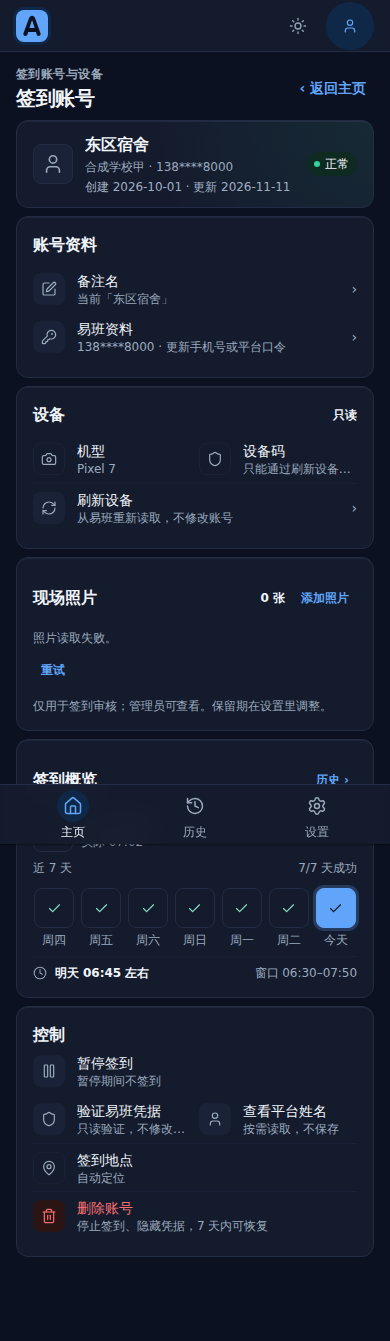 签到账号与设备
签到账号
‹ 返回主页
东区宿舍
合成学校甲 · 138****8000
创建 2026-10-01 · 更新 2026-11-11
正常
账号资料
备注名
当前「东区宿舍」
易班资料
138****8000 · 更新手机号或平台口令
设备
只读
机型
Pixel 7
设备码
只能通过刷新设备…
刷新设备
从易班重新读取，不修改账号
现场照片
0 张
添加照片
照片读取失败。
重试
仅用于签到审核；管理员可查看。保留期在设置里调整。
签到概览
历史 ›
主页
历史
设置
近 7 天
7/7 天成功
周四
周五
周六
周日
周一
周二
今天
明天 06:45 左右
窗口 06:30–07:50
控制
暂停签到
暂停期间不签到
验证易班凭据
只读验证，不修改…
查看平台姓名
按需读取，不保存
签到地点
自动定位
删除账号
停止签到、隐藏凭据，7 天内可恢复